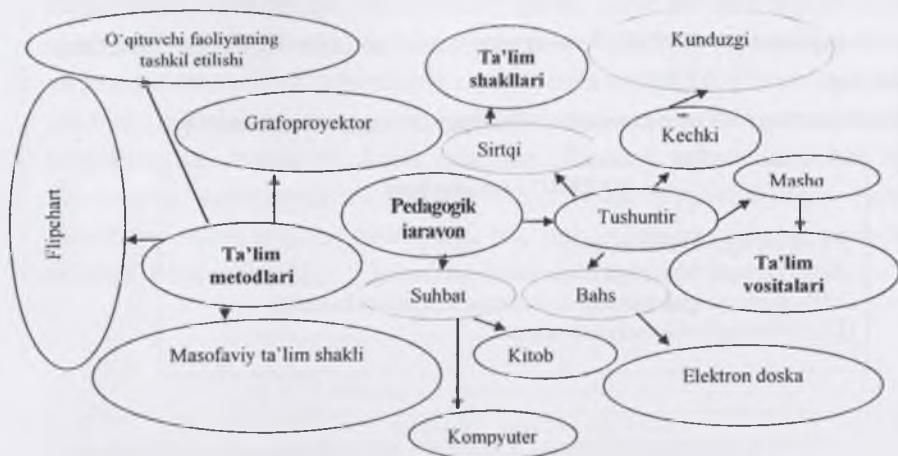 O`qituvchi faoliyatning
tashkil etilishi
Ta’lim
shakllari
Kunduzgi
Grafoproyektor
Sirtqi
Kechki
Mashq
Flipchart
Pedagogik
iaravon
Tushuntir
Ta’lim
metodlari
Ta’lim
vositalari
Suhbat
Bahs
Masofaviy ta’lim shakli
Kitob
Elektron doska
Kompyuter